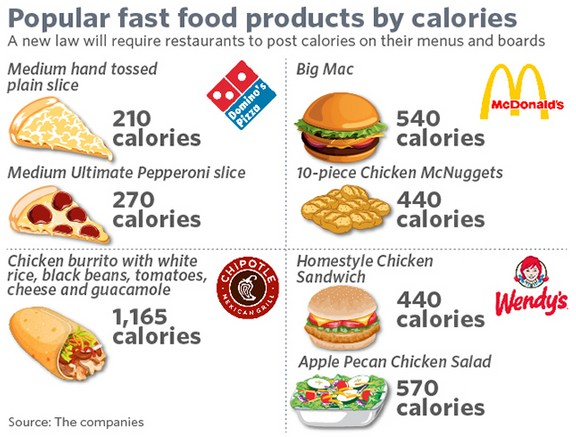 Popular fast food products by calories
A new law will require restaurants to post calories on their menus and boards
Medium hand tossed
plain slice
Domino's
Pizza
210
calories
Medium Ultimate Pepperoni slice
270
calories
Big Mac
McDonald's
540
calories
10-piece Chicken McNuggets
440
calories
Chicken burrito with white
rice, black beans, tomatoes,
cheese and guacamole
CHIPOTLE
MEXICAN GRILL
1,165
calories
Homestyle Chicken
Sandwich
Wendy's
440
calories
Apple Pecan Chicken Salad
570
calories
Source: The companies